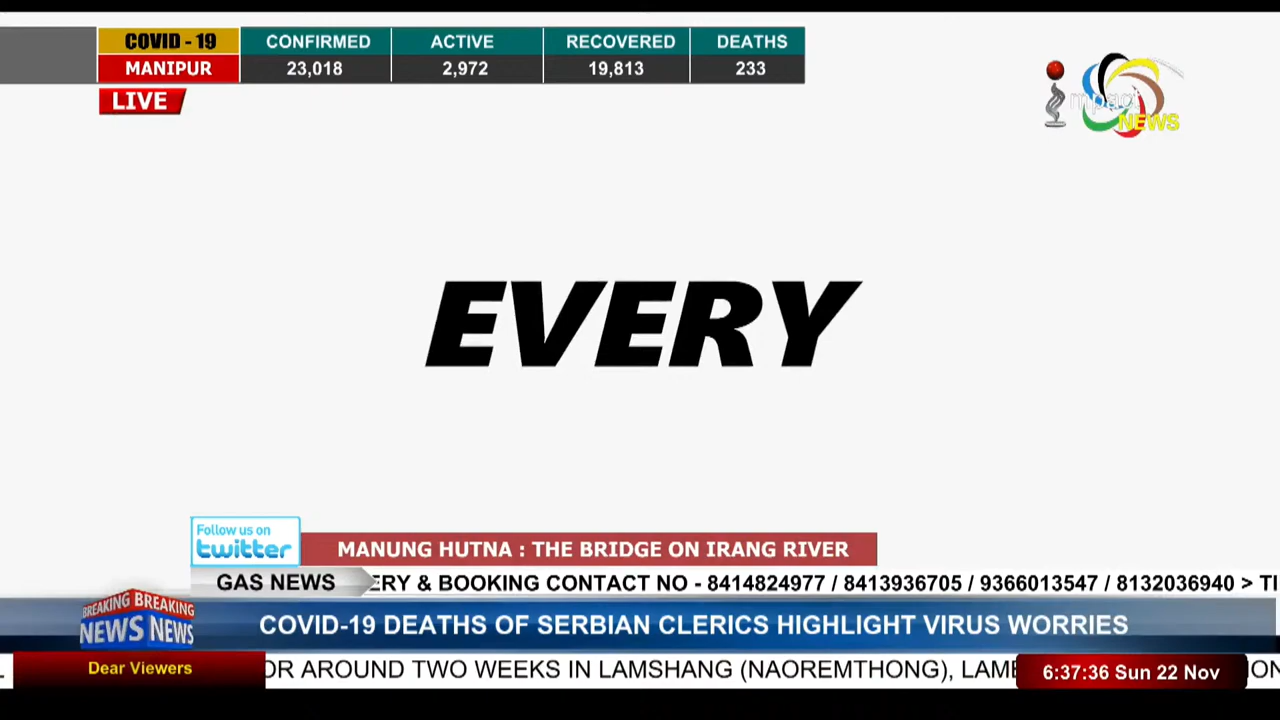 COVID - 19 CONFIRMED ACTIVE RECOVERED DEATHS
MANIPUR 23,018 2,972 19,813 233
LIVE
mpact
NEWS
EVERY
Follow us on
twitter
MANUNG HUTNA : THE BRIDGE ON IRANG RIVER
GAS NEWS ERY & BOOKING CONTACT NO - 8414824977 / 8413936705 / 9366013547 / 8132036940 > TI
BREAKING BREAKING
NEWS NEWS
COVID-19 DEATHS OF SERBIAN CLERICS HIGHLIGHT VIRUS WORRIES
Dear Viewers OR AROUND TWO WEEKS IN LAMSHANG (NAOREMTHONG), 6:37:36 Sun 22 Nov